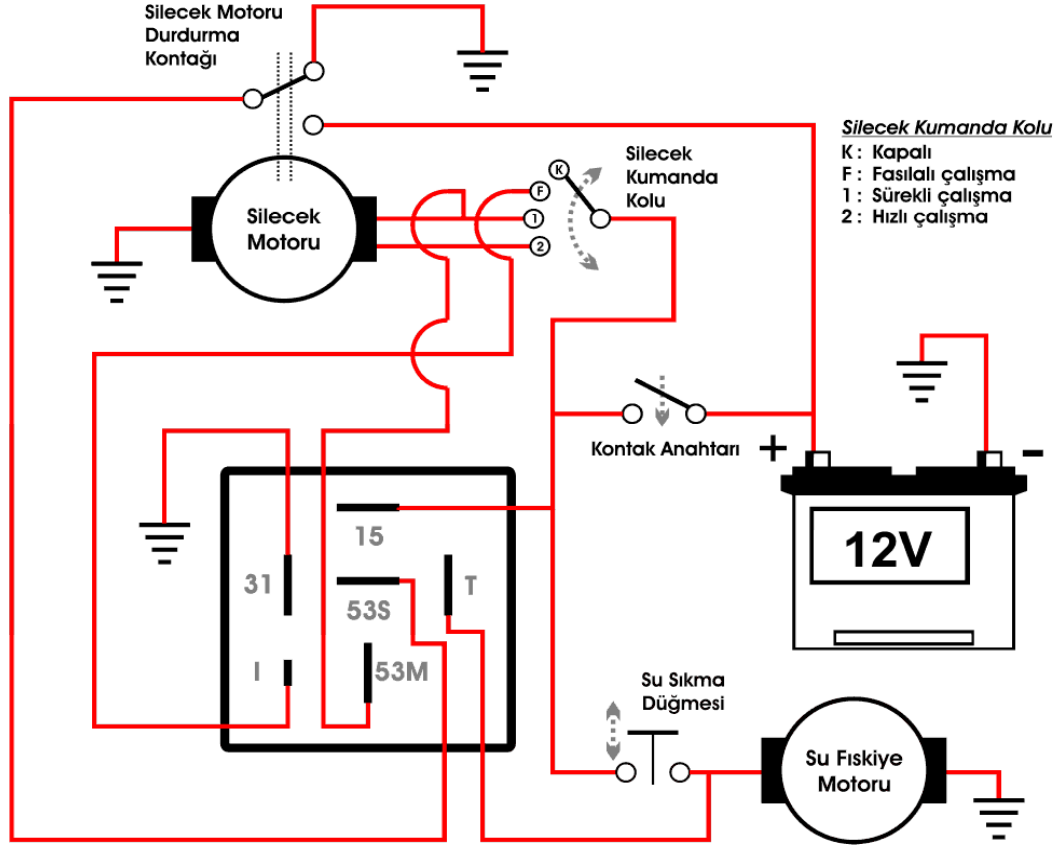 Silecek Motoru
Durdurma
Kontağı
Silecek Kumanda Kolu
K : Kapalı
F : Fasılalı çalışma
1 : Sürekli çalışma
2 : Hızlı çalışma
Silecek
Kumanda
Kolu
K
F
1
2
Silecek
Motoru
Kontak Anahtarı
+
-
12V
15
31
53S
T
I
53M
Su Sıkma
Düğmesi
Su Fıskiye
Motoru